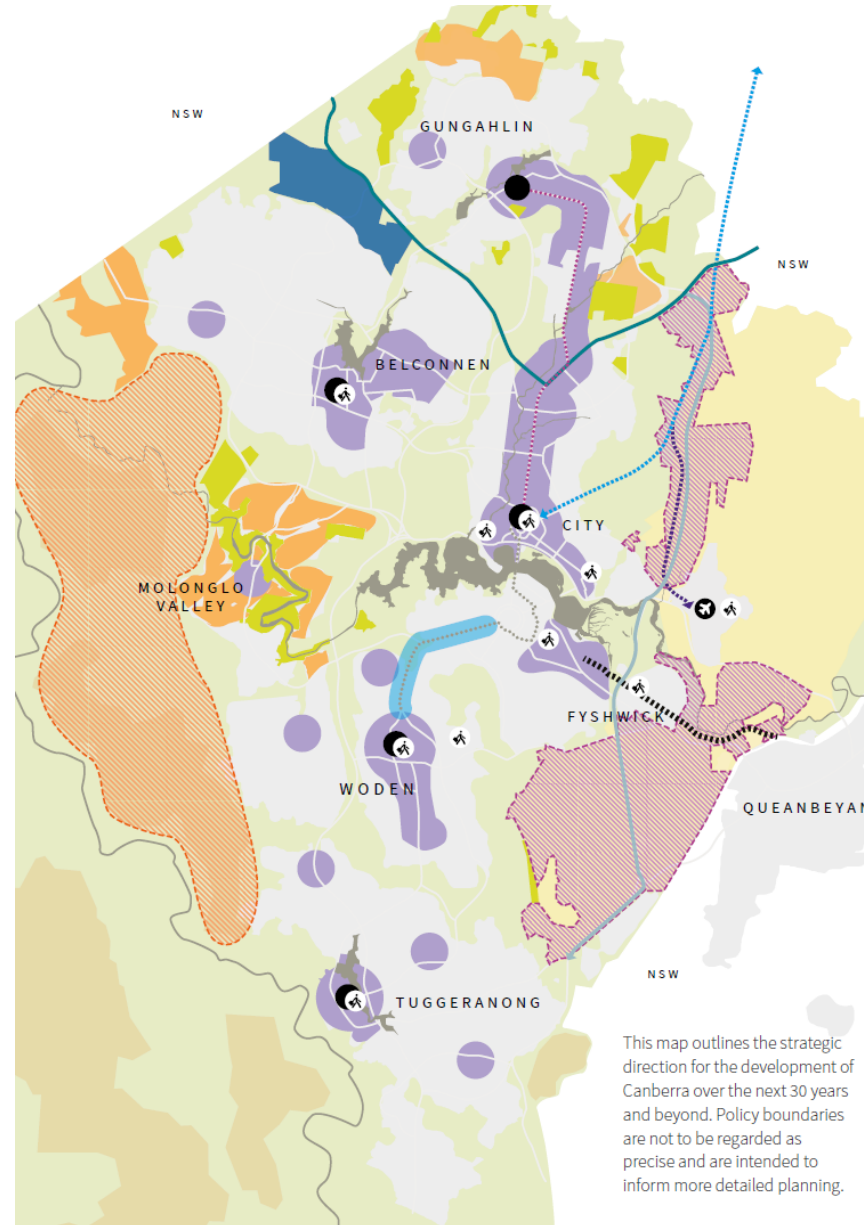 NSW
GUNGAHLIN
NSW
BELCONNEN
CITY
MOLONGLO
VALLEY
FYSHWICK
WODEN
QUEANBEYAN
NSW
TUGGERANONG
This map outlines the strategic
direction for the development of
Canberra over the next 30 years
and beyond. Policy boundaries
are not to be regarded as
precise and are intended to
inform more detailed planning.